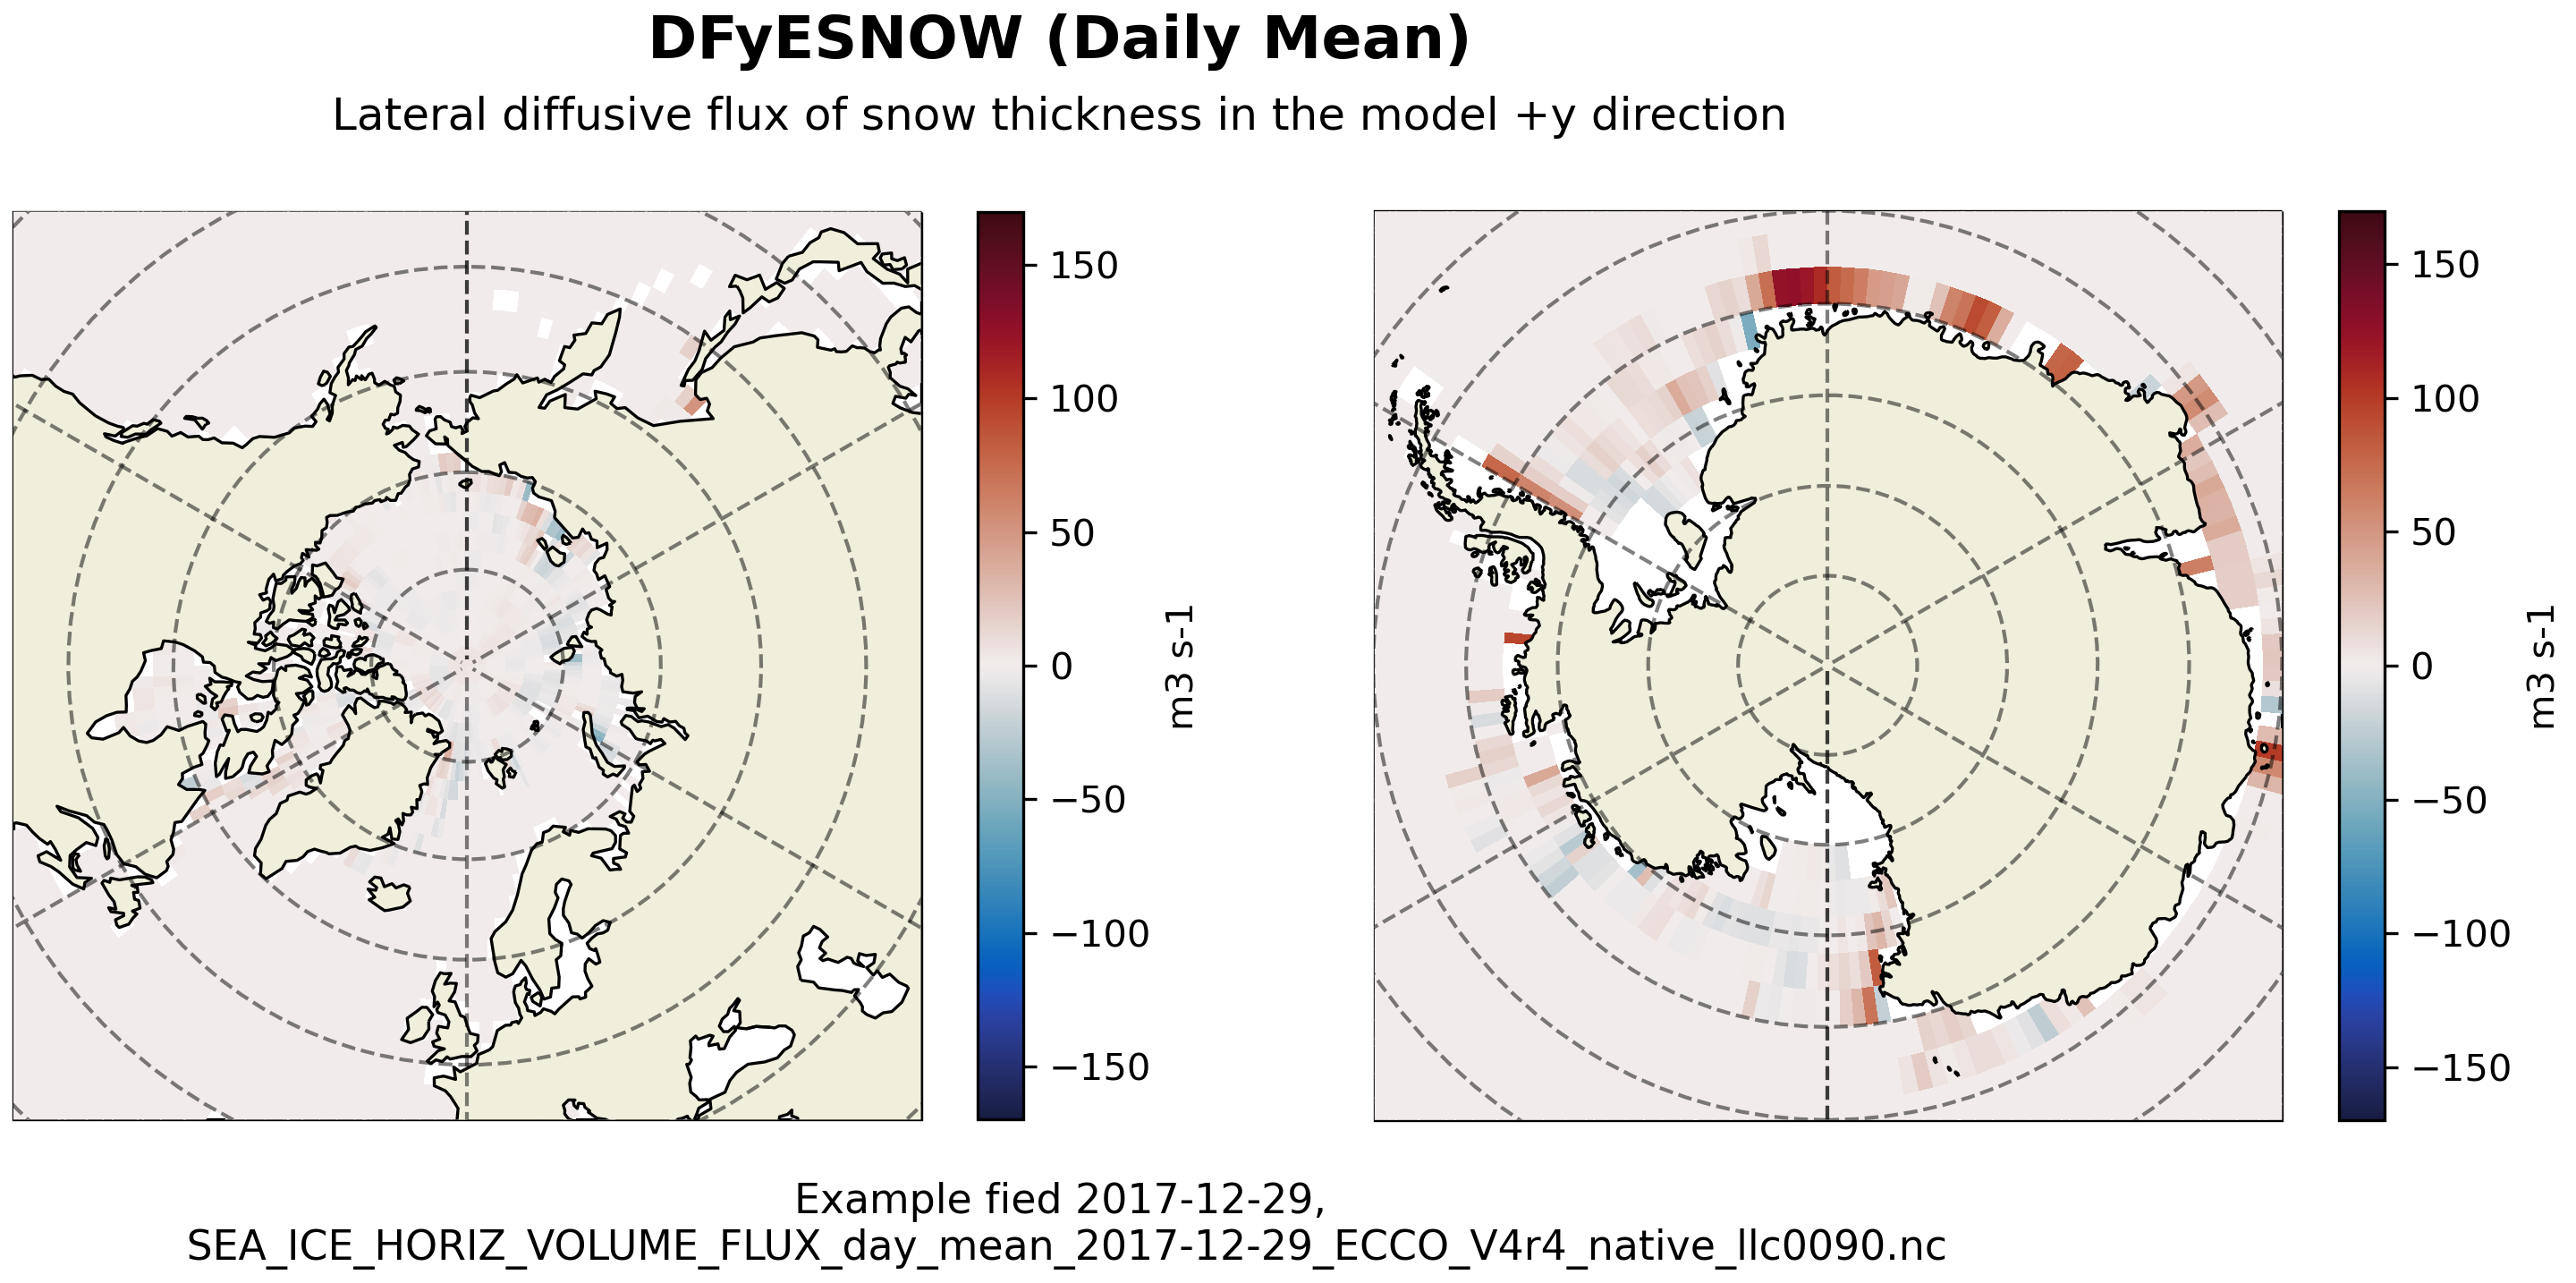 DFyESNOW (Daily Mean)
Lateral diffusive flux of snow thickness in the model +y direction
150
100
50
0
−50
−100
−150
m3 s-1
150
100
50
0
−50
−100
−150
m3 s-1
Example fied 2017-12-29,
SEA_ICE_HORIZ_VOLUME_FLUX_day_mean_2017-12-29_ECCO_V4r4_native_llc0090.nc